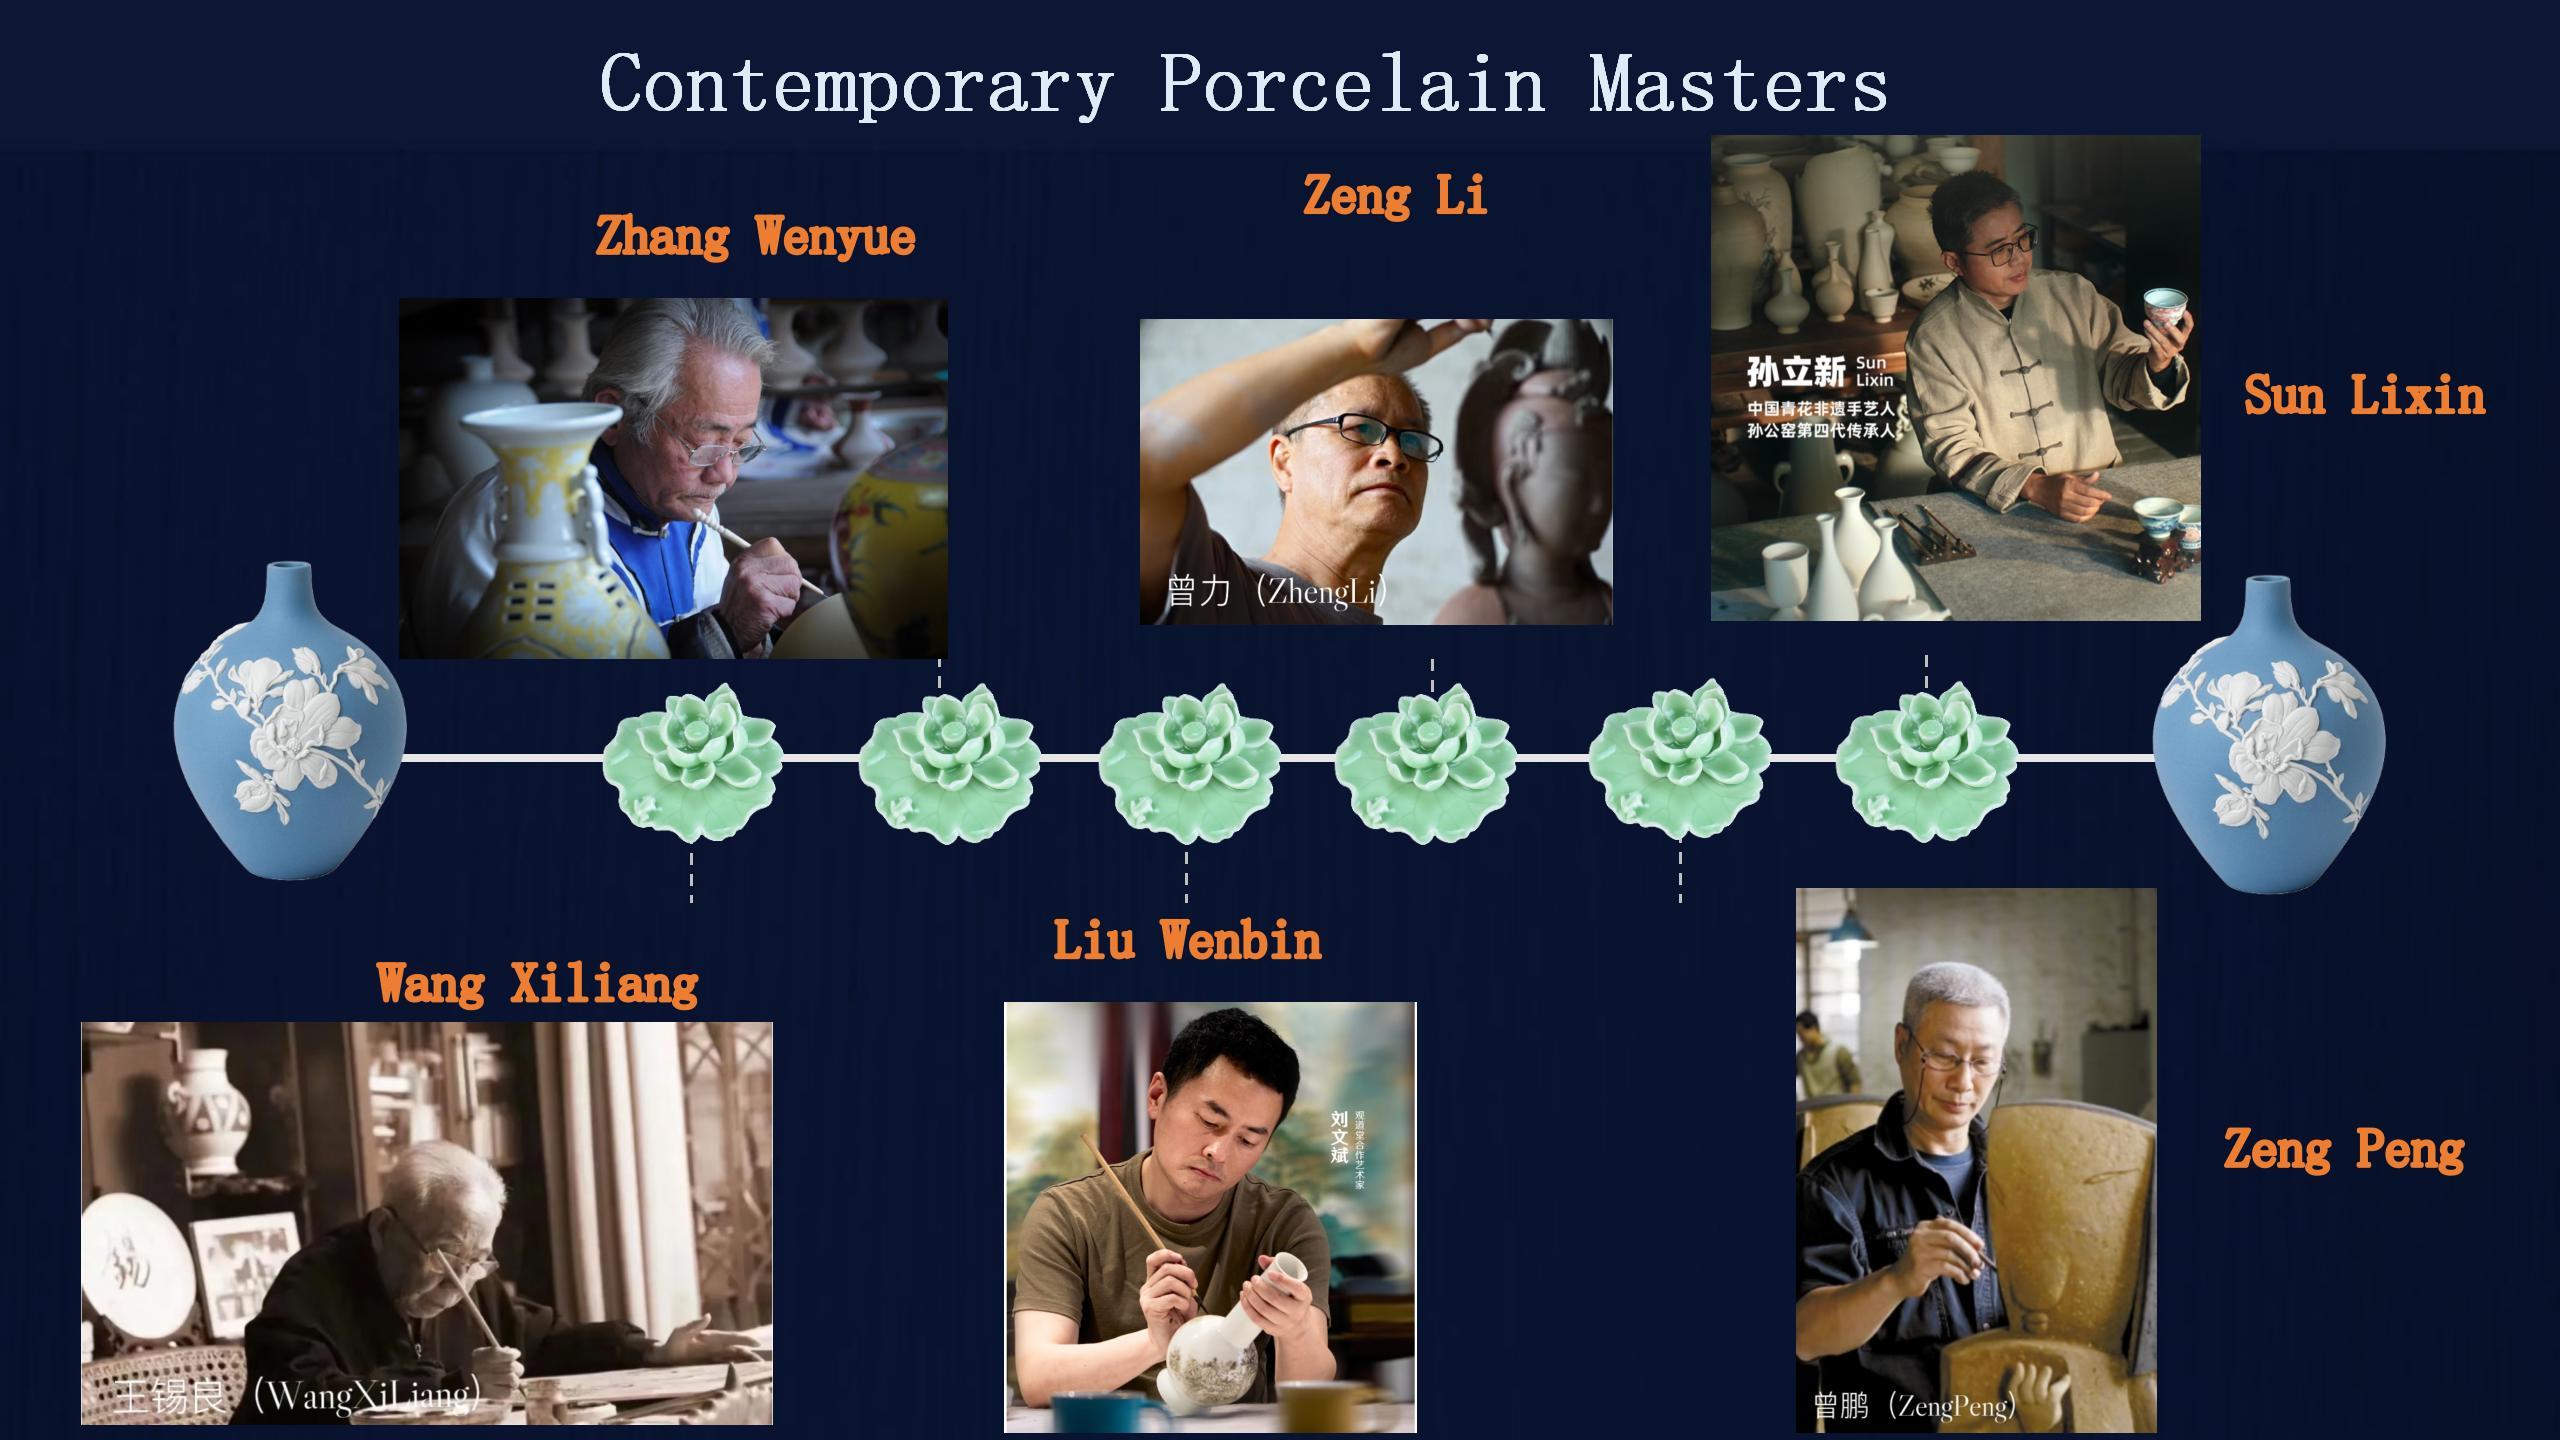 Contemporary Porcelain Masters
Zhang Wenyue
Zeng Li
Sun Lixin
孙立新 Sun Lixin
中国青花非遗手艺人
孙公窑第四代传承人
曾力（ZhengLi）
Wang Xiliang
Liu Wenbin
Zeng Peng
观道堂合作艺术家
刘文斌
锡
王锡良（WangXiLiang）
曾鹏（ZengPeng）